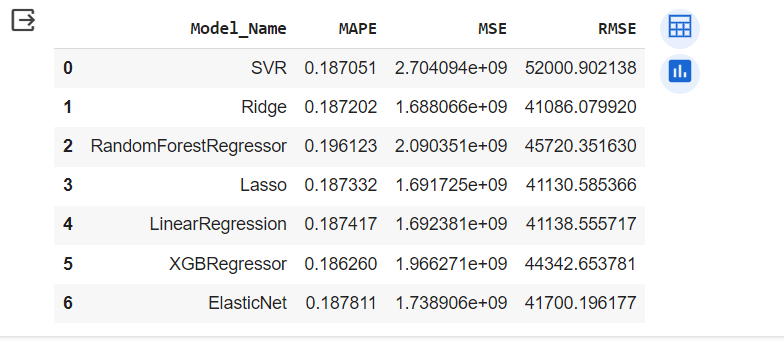 Model_Name MAPE MSE RMSE
0 SVR 0.187051 2.704094e+09 52000.902138
1 Ridge 0.187202 1.688066e+09 41086.079920
2 RandomForestRegressor 0.196123 2.090351e+09 45720.351630
3 Lasso 0.187332 1.691725e+09 41130.585366
4 LinearRegression 0.187417 1.692381e+09 41138.555717
5 XGBRegressor 0.186260 1.966271e+09 44342.653781
6 ElasticNet 0.187811 1.738906e+09 41700.196177